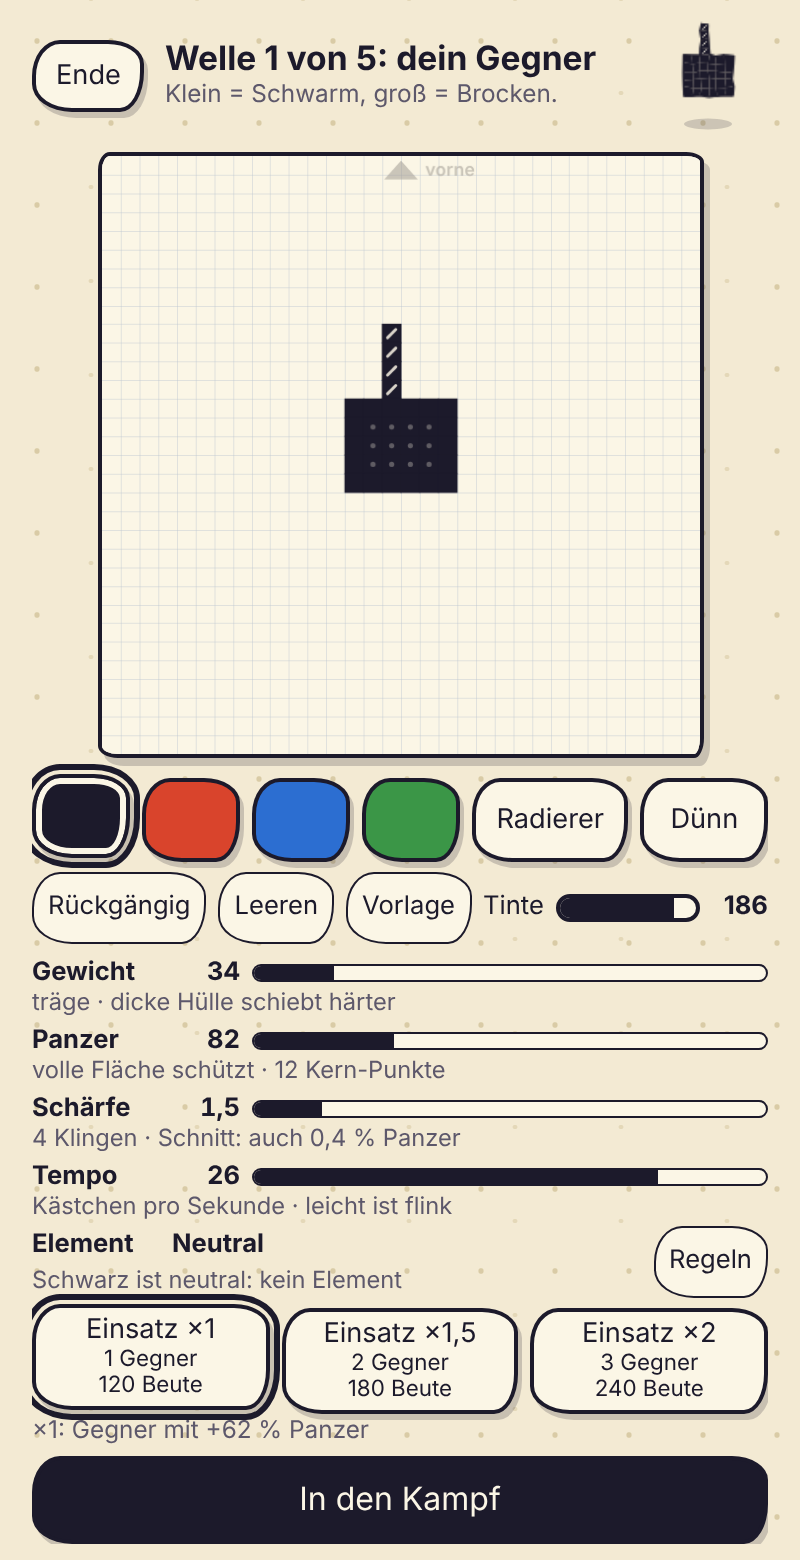 Ende
Welle 1 von 5: dein Gegner
Klein = Schwarm, groß = Brocken.
vorne
Radierer
Dünn
Rückgängig
Leeren
Vorlage
Tinte 186
Gewicht 34
träge · dicke Hülle schiebt härter
Panzer 82
volle Fläche schützt · 12 Kern-Punkte
Schärfe 1,5
4 Klingen · Schnitt: auch 0,4 % Panzer
Tempo 26
Kästchen pro Sekunde · leicht ist flink
Element Neutral
Schwarz ist neutral: kein Element
Regeln
Einsatz ×1
1 Gegner
120 Beute
Einsatz ×1,5
2 Gegner
180 Beute
Einsatz ×2
3 Gegner
240 Beute
×1: Gegner mit +62 % Panzer
In den Kampf